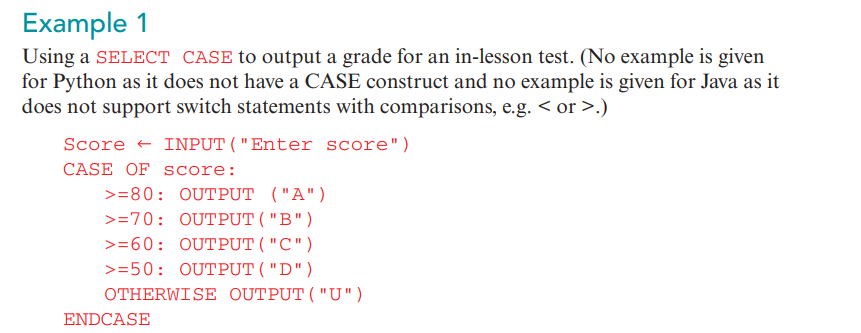 Example 1
Using a SELECT CASE to output a grade for an in-lesson test. (No example is given
for Python as it does not have a CASE construct and no example is given for Java as it
does not support switch statements with comparisons, e.g. < or >.)
Score ← INPUT("Enter score")
CASE OF score:
>=80: OUTPUT ("A")
>=70: OUTPUT("B")
>=60: OUTPUT("C")
>=50: OUTPUT("D")
OTHERWISE OUTPUT("U")
ENDCASE